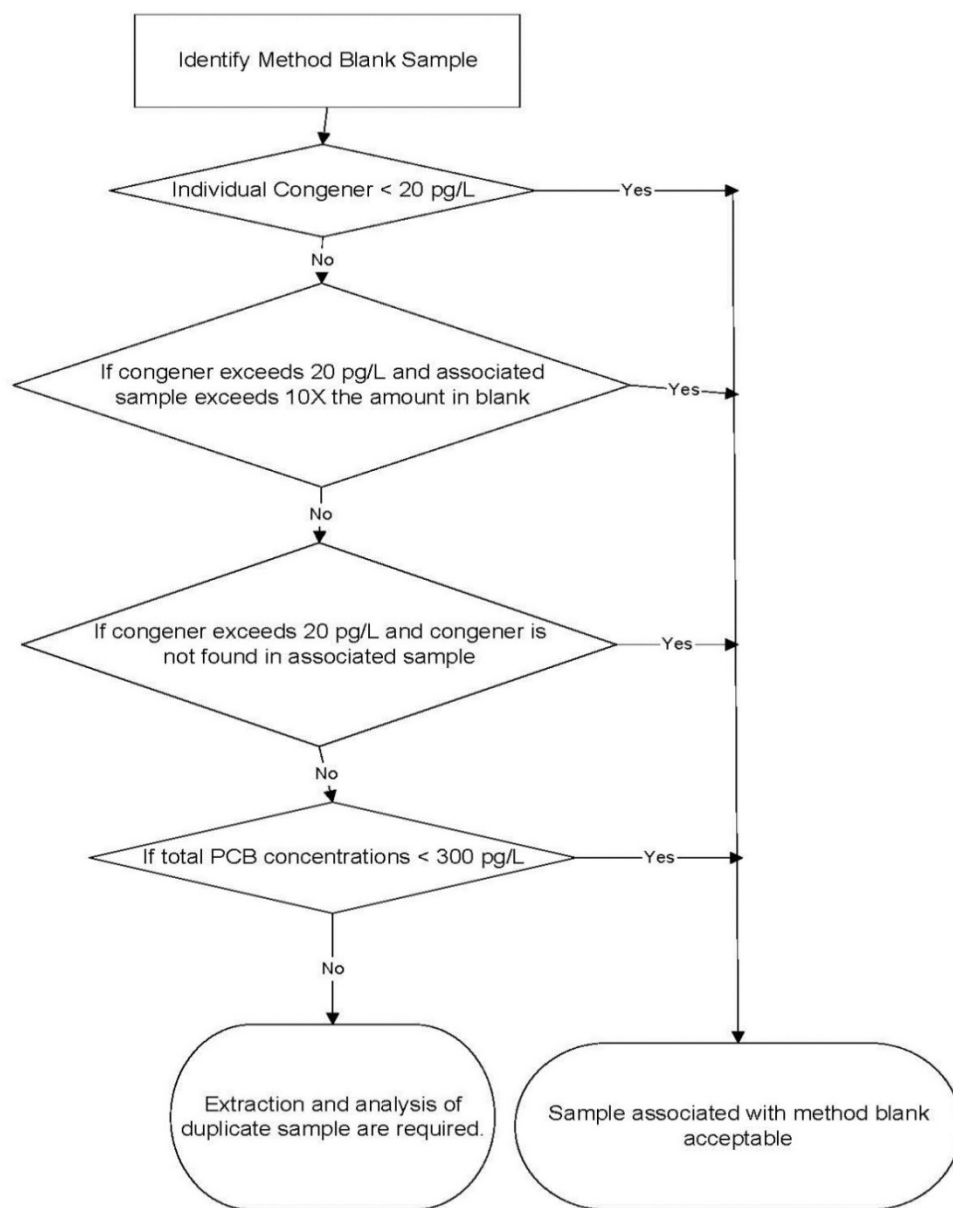 Identify Method Blank Sample
Individual Congener < 20 pg/L
Yes
No
If congener exceeds 20 pg/L and associated
sample exceeds 10X the amount in blank
Yes
No
If congener exceeds 20 pg/L and congener is
not found in associated sample
Yes
No
If total PCB concentrations < 300 pg/L
Yes
No
Extraction and analysis of
duplicate sample are required.
Sample associated with method blank
acceptable